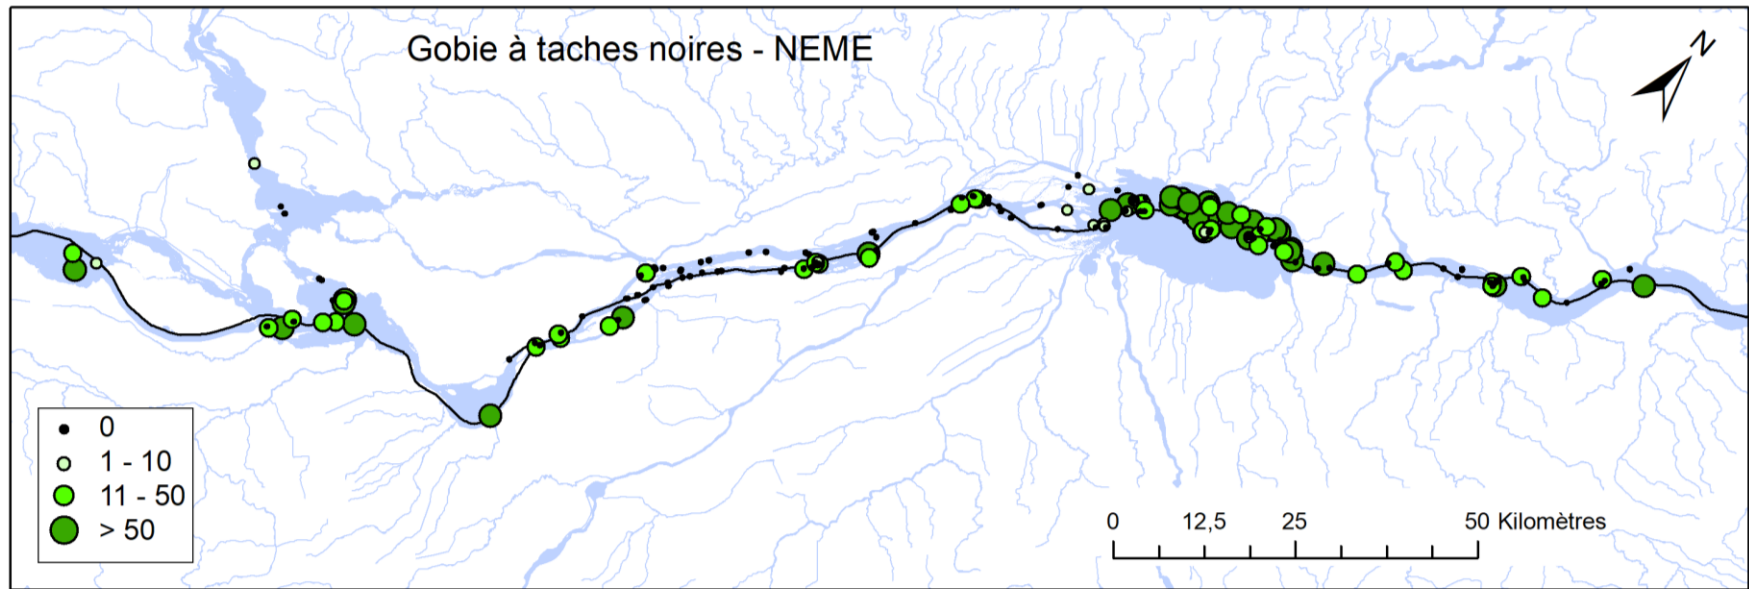 Gobie à taches noires - NEME
N
0
1 - 10
11 - 50
> 50
0 12,5 25 50 Kilomètres